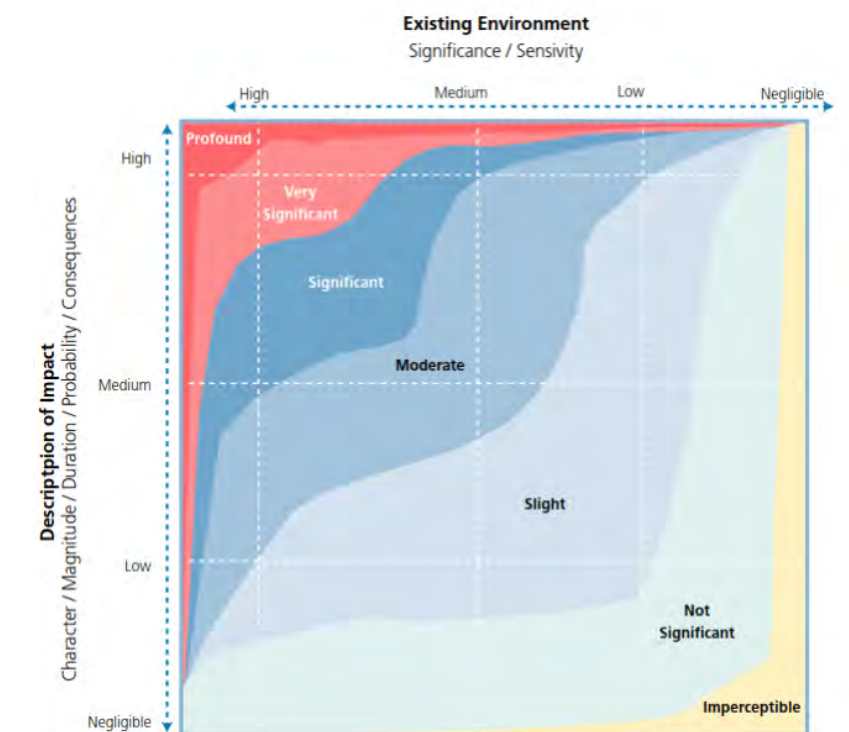 Existing Environment
Significance / Sensivity
High
Medium
Low
Negligible
Descriptpion of Impact
Character / Magnitude / Duration / Probability / Consequences
High
Medium
Low
Negligible
Profound
Very
Significant
Significant
Moderate
Slight
Not
Significant
Imperceptible